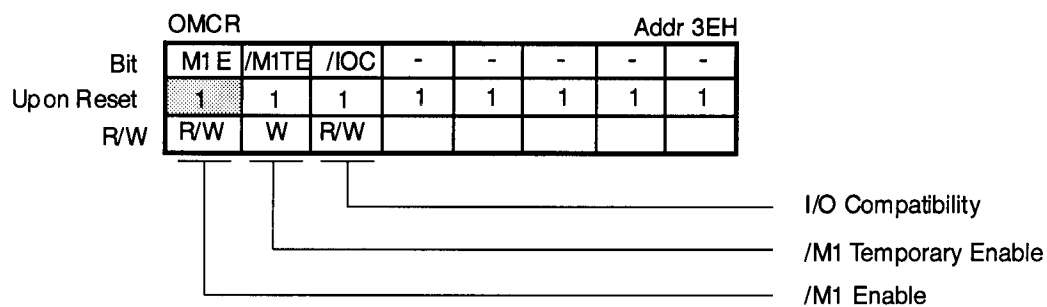 OMCR Addr 3EH
Bit M1E /M1TE /IOC - - - - -
Upon Reset 1 1 1 1 1 1 1 1
R/W R/W W R/W
I/O Compatibility
/M1 Temporary Enable
/M1 Enable